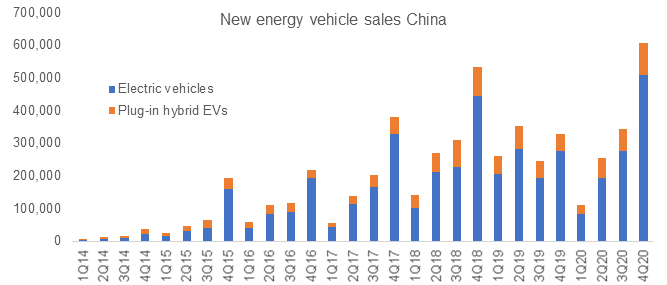 New energy vehicle sales China
700,000
600,000
500,000
400,000
300,000
200,000
100,000
0
Electric vehicles
Plug-in hybrid EVs
1Q14
2Q14
3Q14
4Q14
1Q15
2Q15
3Q15
4Q15
1Q16
2Q16
3Q16
4Q16
1Q17
2Q17
3Q17
4Q17
1Q18
2Q18
3Q18
4Q18
1Q19
2Q19
3Q19
4Q19
1Q20
2Q20
3Q20
4Q20